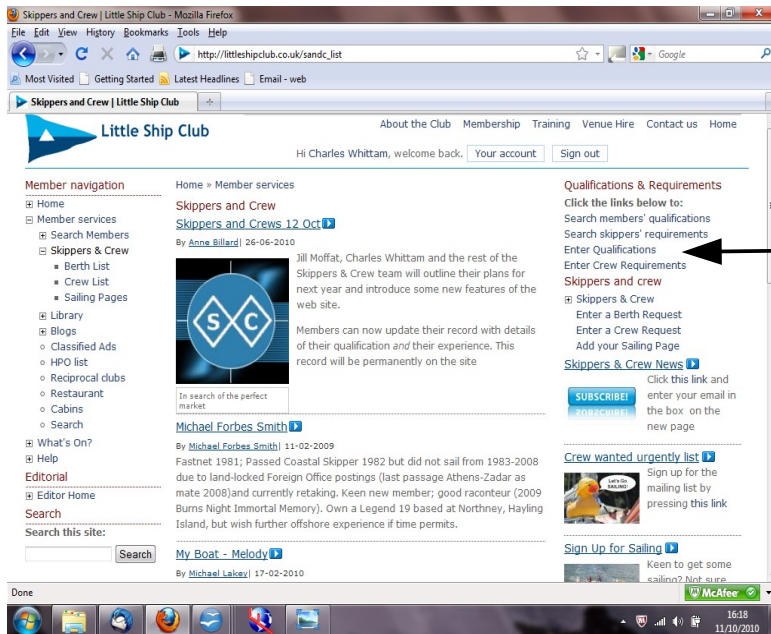 Skippers and Crew | Little Ship Club - Mozilla Firefox
File Edit View History Bookmarks Tools Help
http://littleshipclub.co.uk/sandc_list
Google
Most Visited Getting Started Latest Headlines Email - web
Skippers and Crew | Little Ship Club
Little Ship Club
About the Club Membership Training Venue Hire Contact us Home
Hi Charles Whittam, welcome back. Your account Sign out
Member navigation
Home
Member services
Search Members
Skippers & Crew
Berth List
Crew List
Sailing Pages
Library
Blogs
Classified Ads
HPO list
Reciprocal clubs
Restaurant
Cabins
Search
What's On?
Help
Editorial
Editor Home
Search
Search this site:
Search
Home » Member services
Skippers and Crew
Skippers and Crews 12 Oct
By Anne Billard| 26-06-2010
S C
Jill Moffat, Charles Whittam and the rest of the
Skippers & Crew team will outline their plans for
next year and introduce some new features of the
web site.
Members can now update their record with details
of their qualification and their experience. This
record will be permanently on the site
In search of the perfect
market
Michael Forbes Smith
By Michael Forbes Smith| 11-02-2009
Fastnet 1981; Passed Coastal Skipper 1982 but did not sail from 1983-2008
due to land-locked Foreign Office postings (last passage Athens-Zadar as
mate 2008)and currently retaking. Keen new member; good raconteur (2009
Burns Night Immortal Memory). Own a Legend 19 based at Northney, Hayling
Island, but wish further offshore experience if time permits.
My Boat - Melody
By Michael Lakey| 17-02-2010
Qualifications & Requirements
Click the links below to:
Search members' qualifications
Search skippers' requirements
Enter Qualifications
Enter Crew Requirements
Skippers and crew
Skippers & Crew
Enter a Berth Request
Enter a Crew Request
Add your Sailing Page
Skippers & Crew News
SUBSCRIBE!
Click this link and
enter your email in
the box on the
new page
Crew wanted urgently list
Let's Go
SAILING!
Sign up for the
mailing list by
pressing this link
Sign Up for Sailing
Keen to get some
sailing? Not sure
Done
McAfee
16:18
11/10/2010